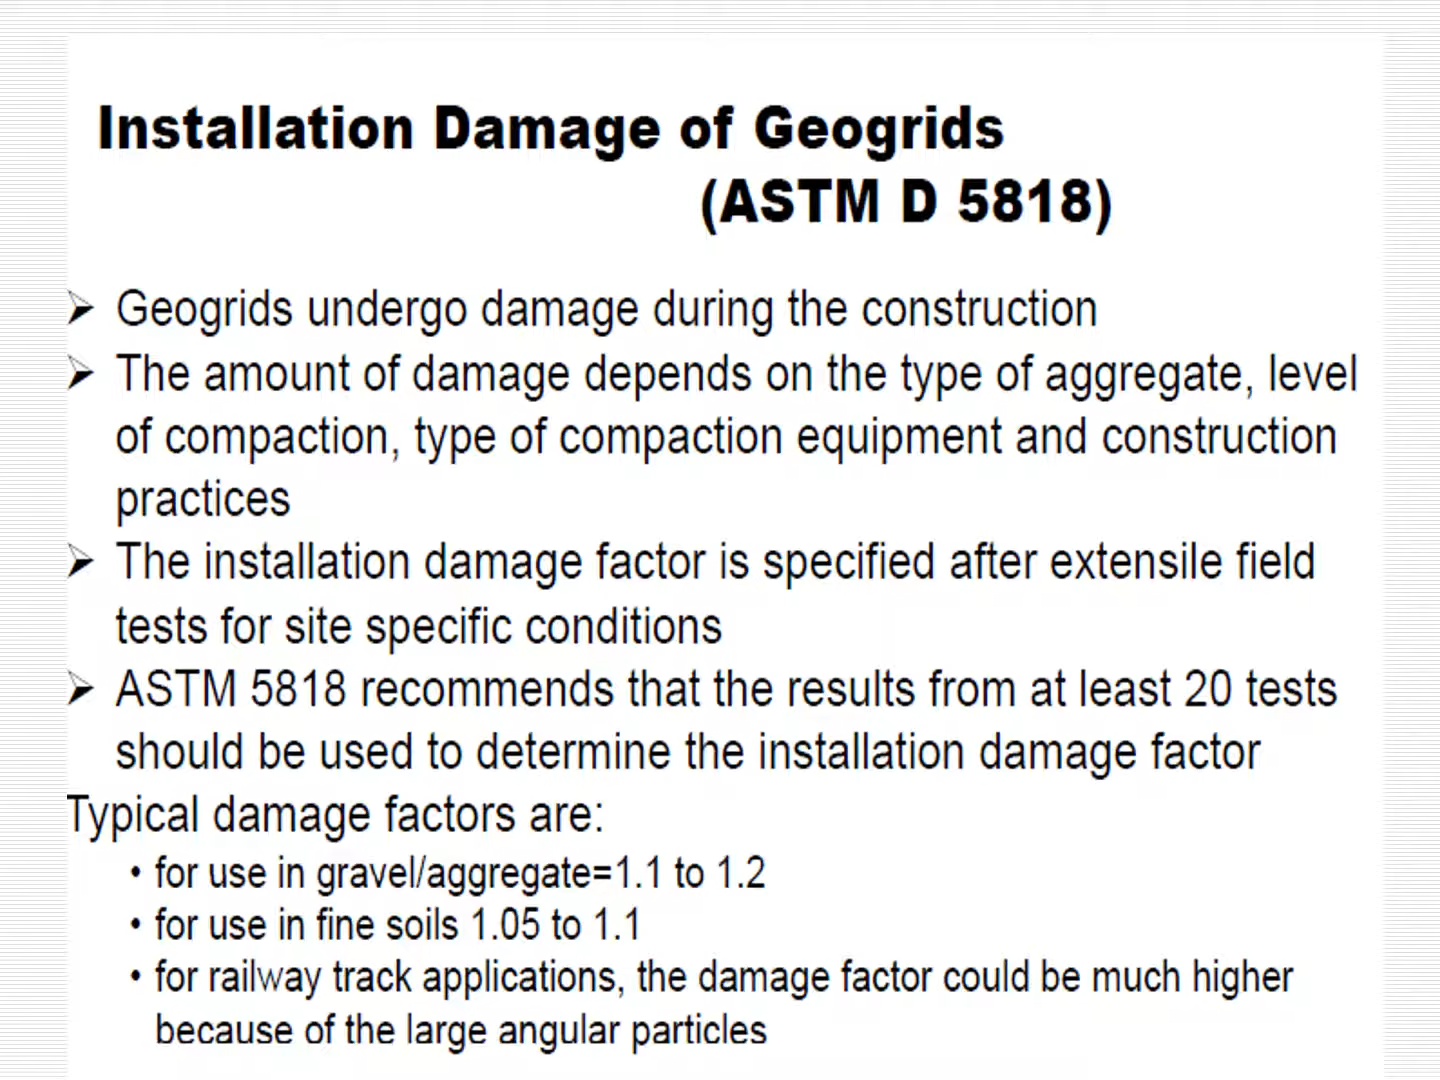 Installation Damage of Geogrids
(ASTM D 5818)
➢ Geogrids undergo damage during the construction
➢ The amount of damage depends on the type of aggregate, level
of compaction, type of compaction equipment and construction
practices
➢ The installation damage factor is specified after extensile field
tests for site specific conditions
➢ ASTM 5818 recommends that the results from at least 20 tests
should be used to determine the installation damage factor
Typical damage factors are:
• for use in gravel/aggregate=1.1 to 1.2
• for use in fine soils 1.05 to 1.1
• for railway track applications, the damage factor could be much higher
because of the large angular particles